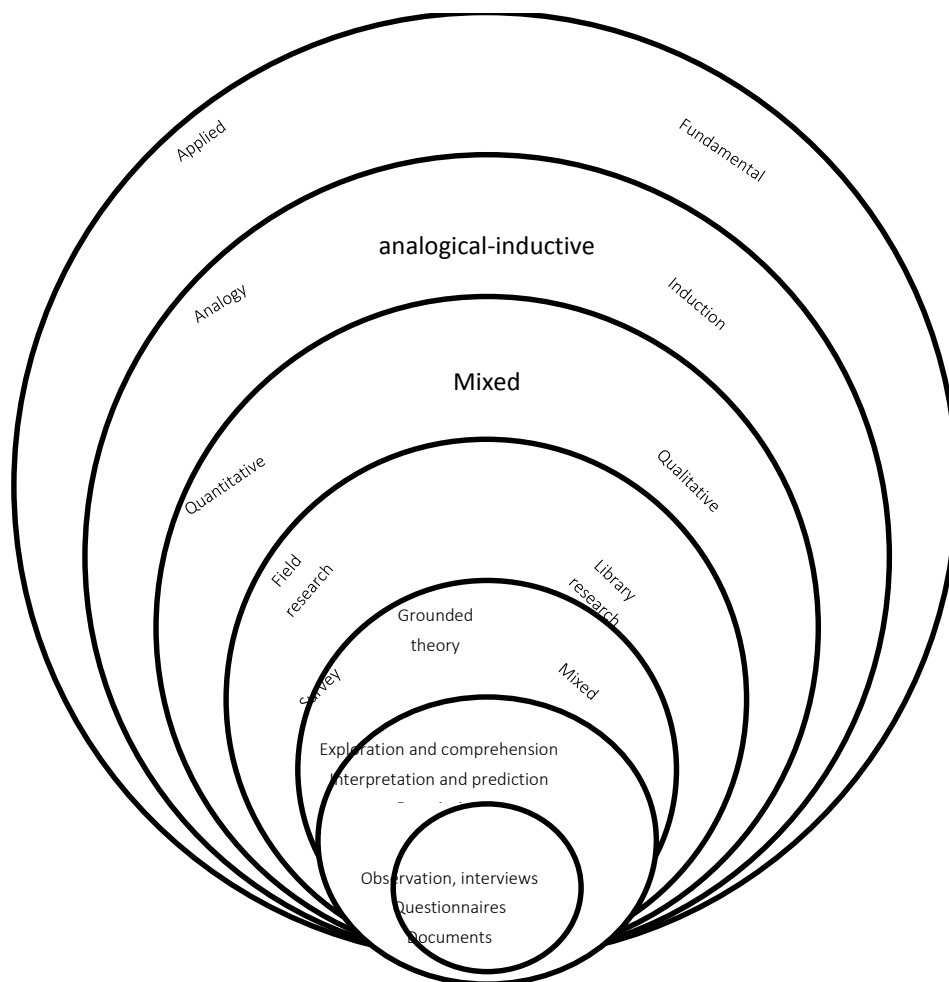 Applied
Fundamental
analogical-inductive
Analogy
Induction
Mixed
Quantitative
Qualitative
Field
research
Library
research
Grounded
theory
Survey
Mixed
Exploration and comprehension
Interpretation and prediction
Observation, interviews
Questionnaires
Documents